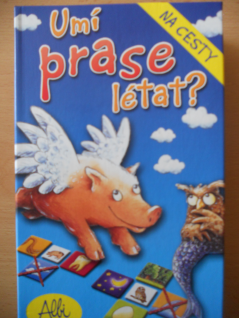 Umí
prase
létat?
NA CESTY
Albi